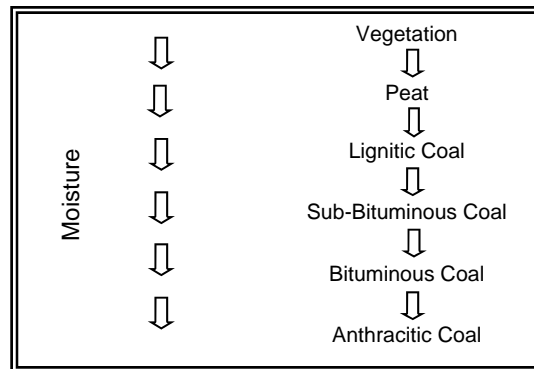 Vegetation
Peat
Lignitic Coal
Sub-Bituminous Coal
Bituminous Coal
Anthracitic Coal
Moisture